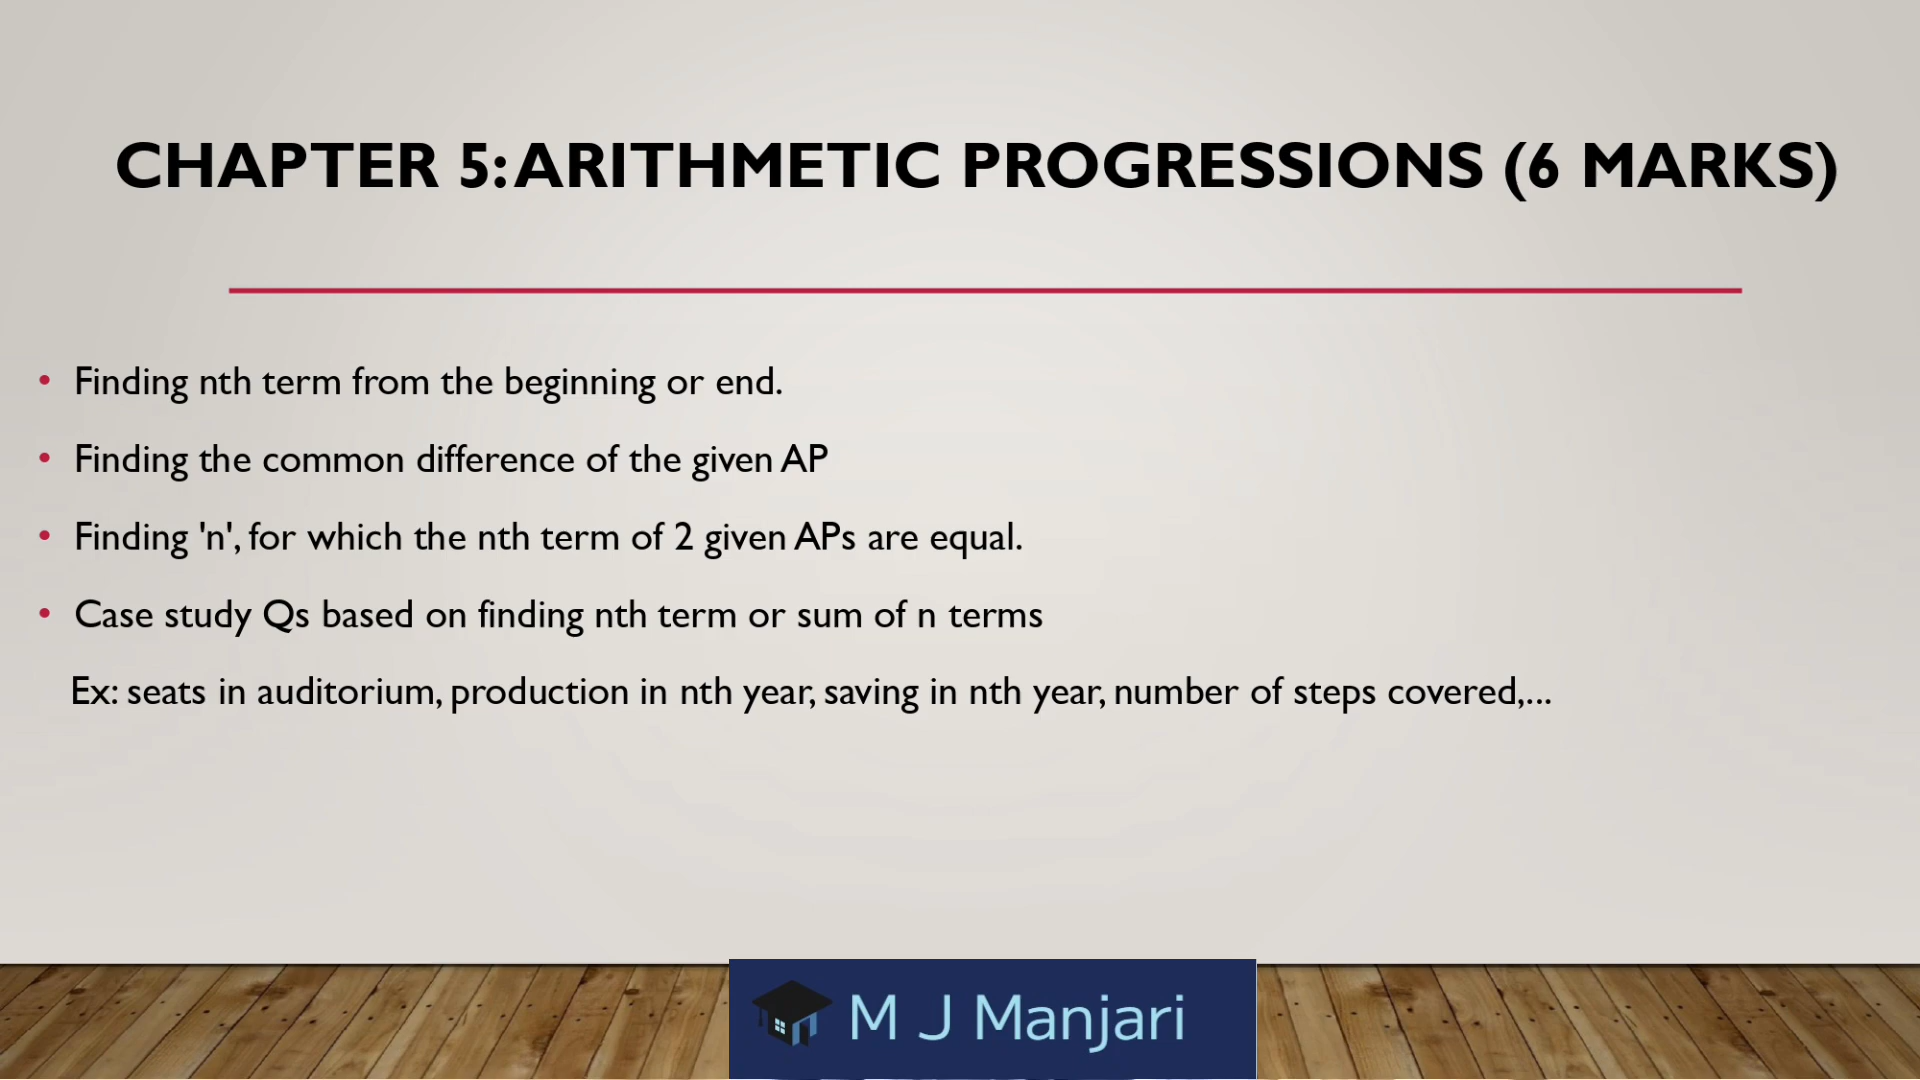 CHAPTER 5: ARITHMETIC PROGRESSIONS (6 MARKS)
• Finding nth term from the beginning or end.
• Finding the common difference of the given AP
• Finding 'n', for which the nth term of 2 given APs are equal.
• Case study Qs based on finding nth term or sum of n terms
Ex: seats in auditorium, production in nth year, saving in nth year, number of steps covered,...
M J Manjari